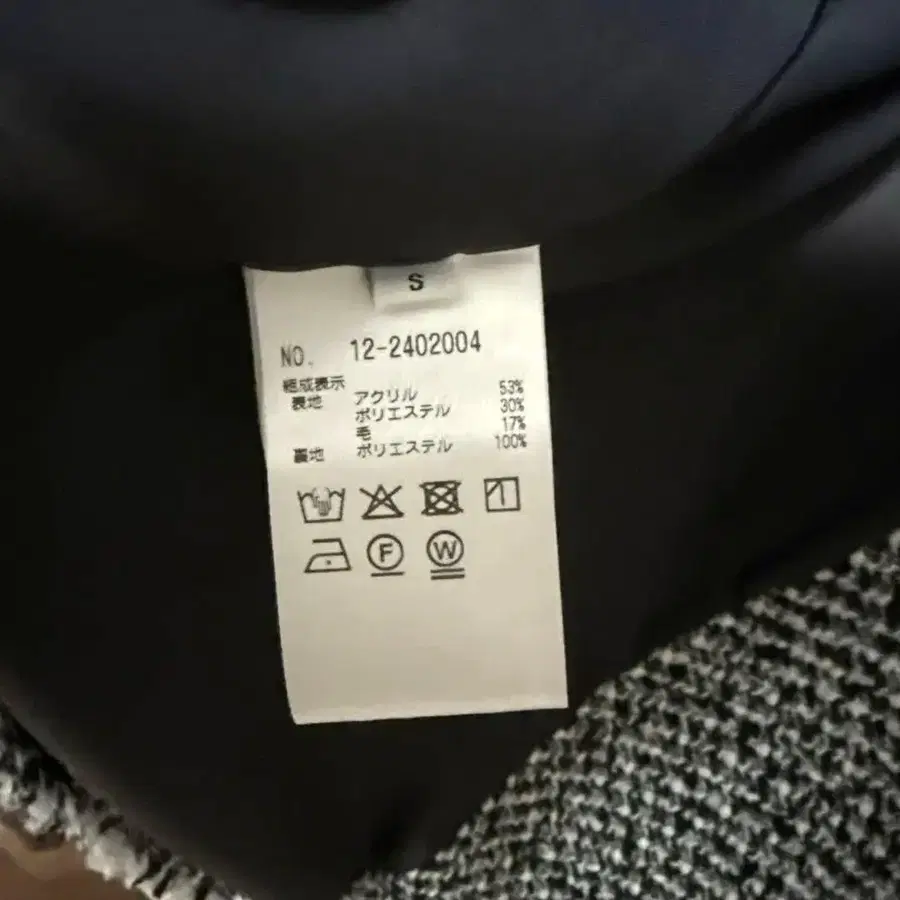 S
NO. 12-2402004
組成表示
表地 アクリル 53%
ポリエステル 30%
毛 17%
裏地 ポリエステル 100%
F W